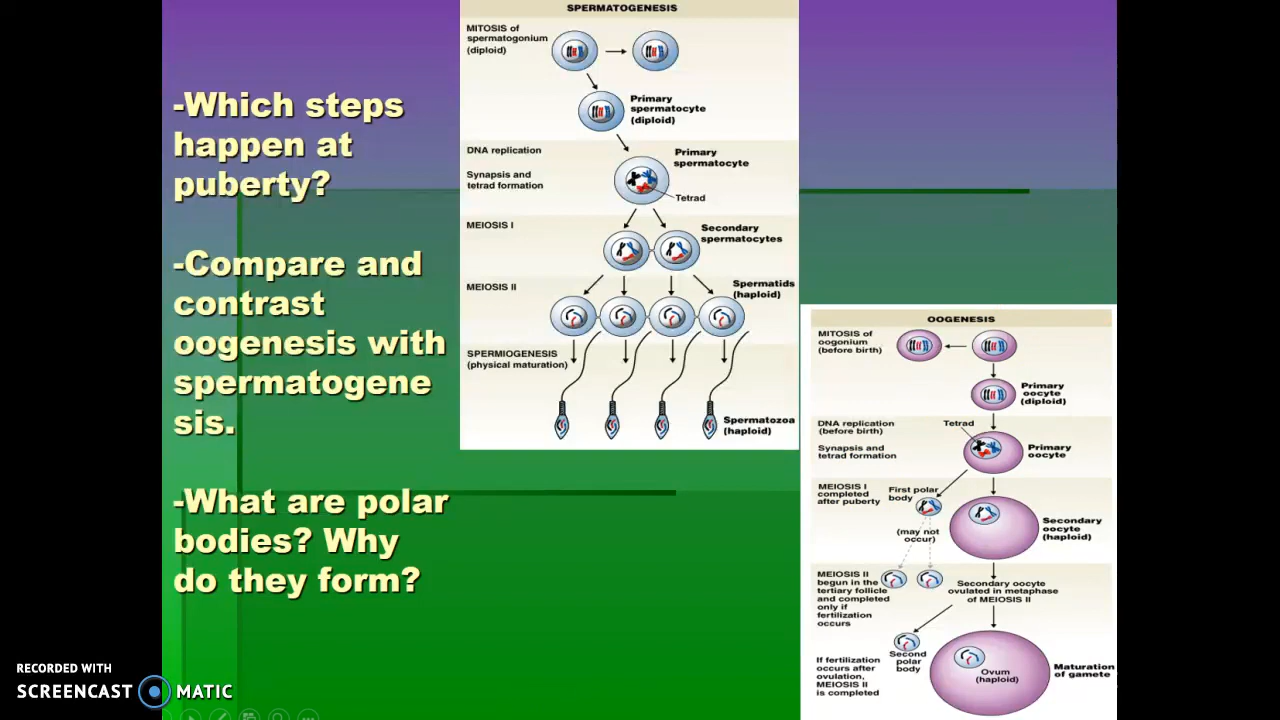 -Which steps
happen at
puberty?
-Compare and
contrast
oogenesis with
spermatogene
sis.
-What are polar
bodies? Why
do they form?
SPERMATOGENESIS
MITOSIS of
spermatogonium
(diploid)
Primary
spermatocyte
(diploid)
DNA replication
Synapsis and
tetrad formation
Primary
spermatocyte
Tetrad
MEIOSIS I
Secondary
spermatocytes
MEIOSIS II
Spermatids
(haploid)
SPERMIOGENESIS
(physical maturation)
Spermatozoa
(haploid)
OOGENESIS
MITOSIS of
oogonium
(before birth)
Primary
oocyte
(diploid)
DNA replication
(before birth)
Synapsis and
tetrad formation
Tetrad
Primary
oocyte
MEIOSIS I
completed
after puberty
First polar
body
(may not
occur)
Secondary
oocyte
(haploid)
MEIOSIS II
begun in the
tertiary follicle
and completed
only if
fertilization
occurs
Secondary oocyte
ovulated in metaphase
of MEIOSIS II
Second
polar
body
If fertilization
occurs after
ovulation,
MEIOSIS II
is completed
Ovum
(haploid)
Maturation
of gamete
RECORDED WITH
SCREENCAST MATIC